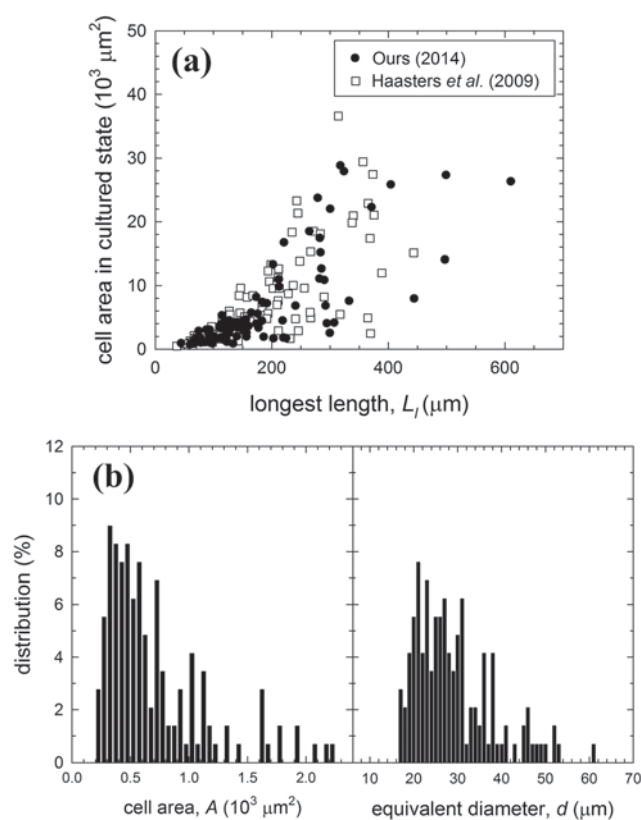 (a)
Ours (2014)
Haasters et al. (2009)
cell area in cultured state (10³ μm²)
50
40
30
20
10
0
0 200 400 600
longest length, Lₗ (μm)
(b)
distribution (%)
12
10
8
6
4
2
0
0.0 0.5 1.0 1.5 2.0 10 20 30 40 50 60 70
cell area, A (10³ μm²) equivalent diameter, d (μm)